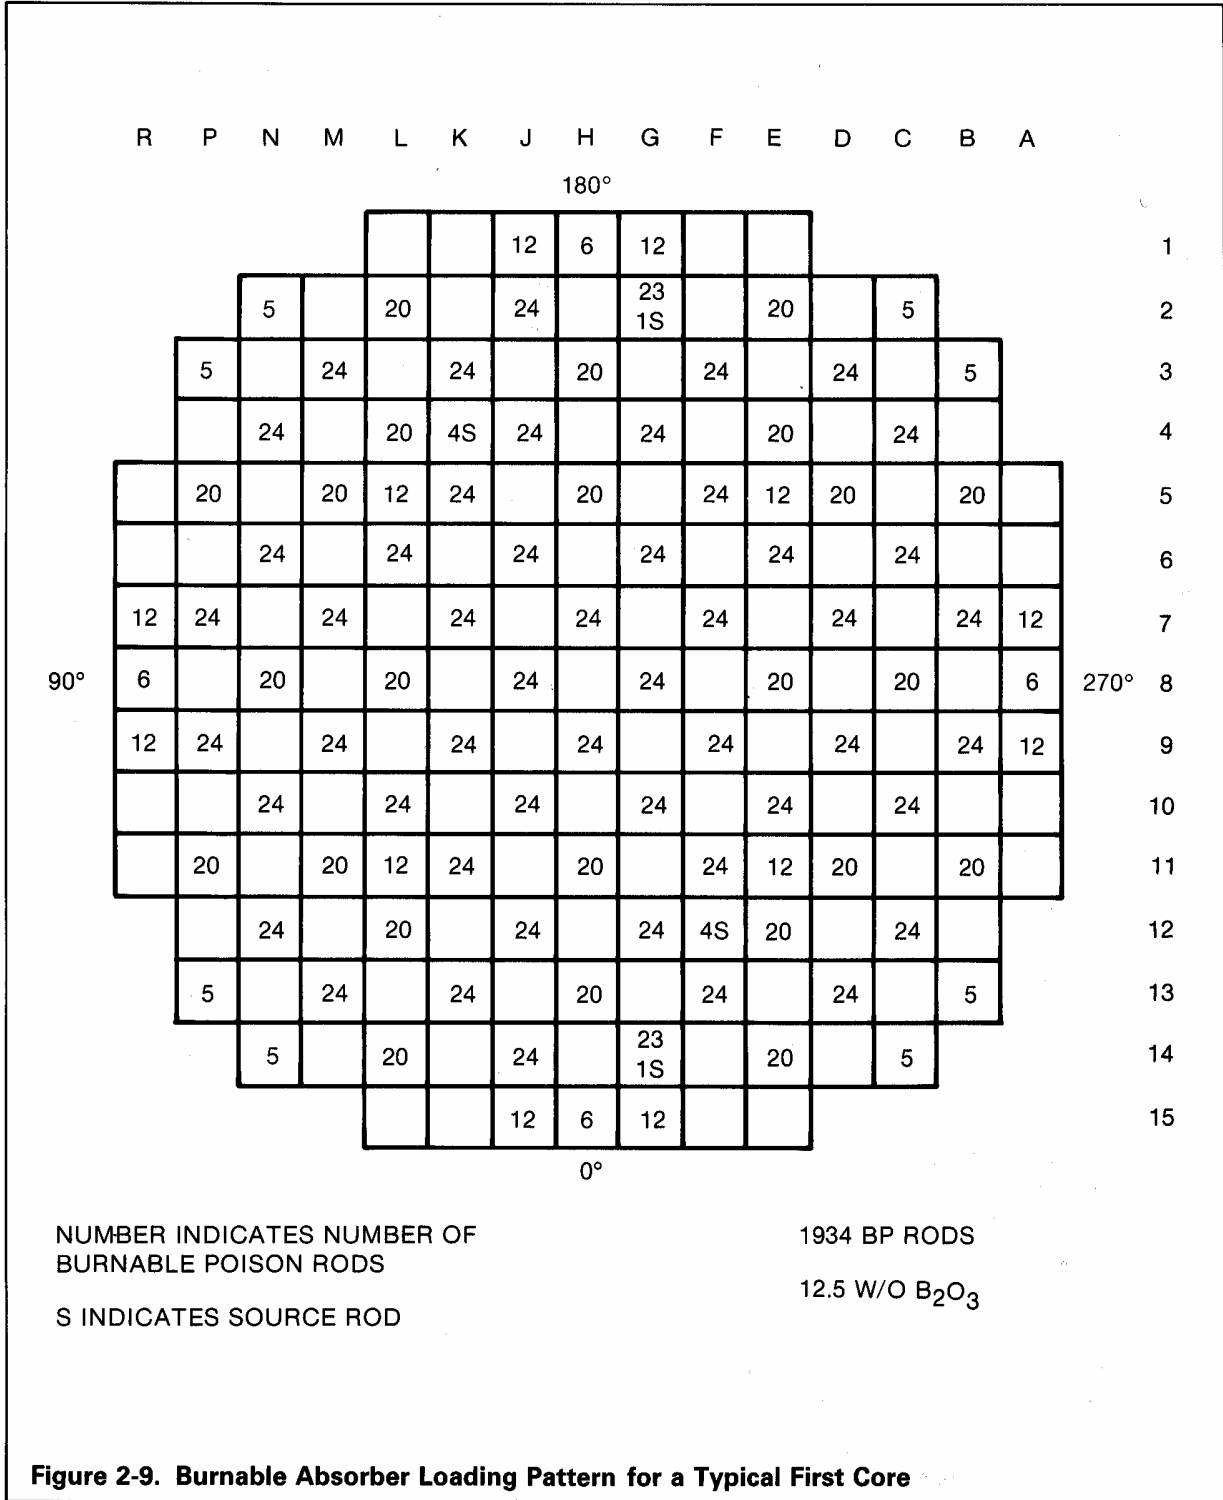 R P N M L K J H G F E D C B A
180°
12 6 12 1
5 20 24 23 1S 20 5 2
5 24 24 20 24 24 5 3
24 20 4S 24 24 20 24 4
20 20 12 24 20 24 12 20 20 5
24 24 24 24 24 24 6
12 24 24 24 24 24 24 24 12 7
90° 6 20 20 24 24 20 20 6 270° 8
12 24 24 24 24 24 24 24 12 9
24 24 24 24 24 24 10
20 20 12 24 20 24 12 20 20 11
24 20 24 24 4S 20 24 12
5 24 24 20 24 24 5 13
5 20 24 23 1S 20 5 14
12 6 12 15
0°
NUMBER INDICATES NUMBER OF
BURNABLE POISON RODS
S INDICATES SOURCE ROD
1934 BP RODS
12.5 W/O B₂O₃
Figure 2-9. Burnable Absorber Loading Pattern for a Typical First Core